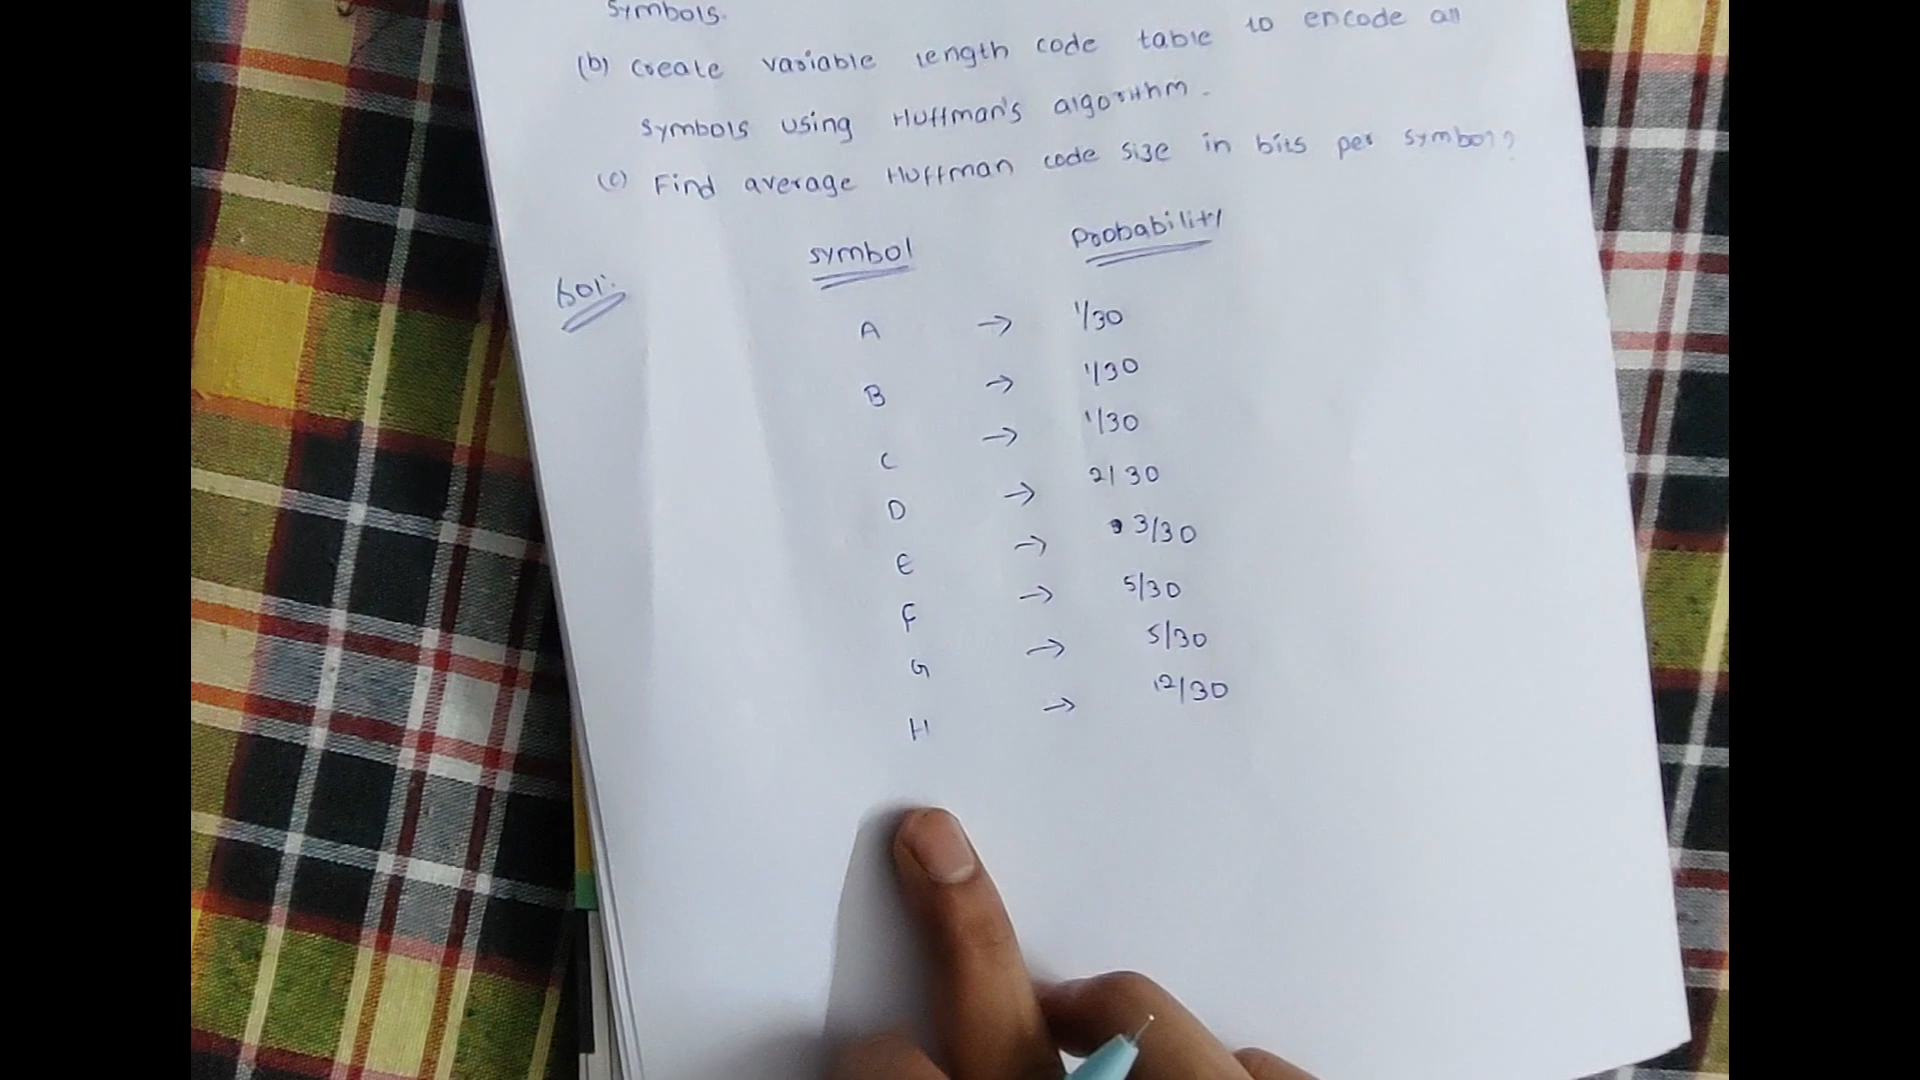 Symbols.
(b) Create variable length code table to encode all
symbols using Huffman's algorithm.
(c) Find average Huffman code size in bits per symbol?
Symbol Probability
Sol:
A → 1/30
B → 1/30
C → 1/30
D → 2/30
E → 3/30
F → 5/30
G → 5/30
H → 12/30